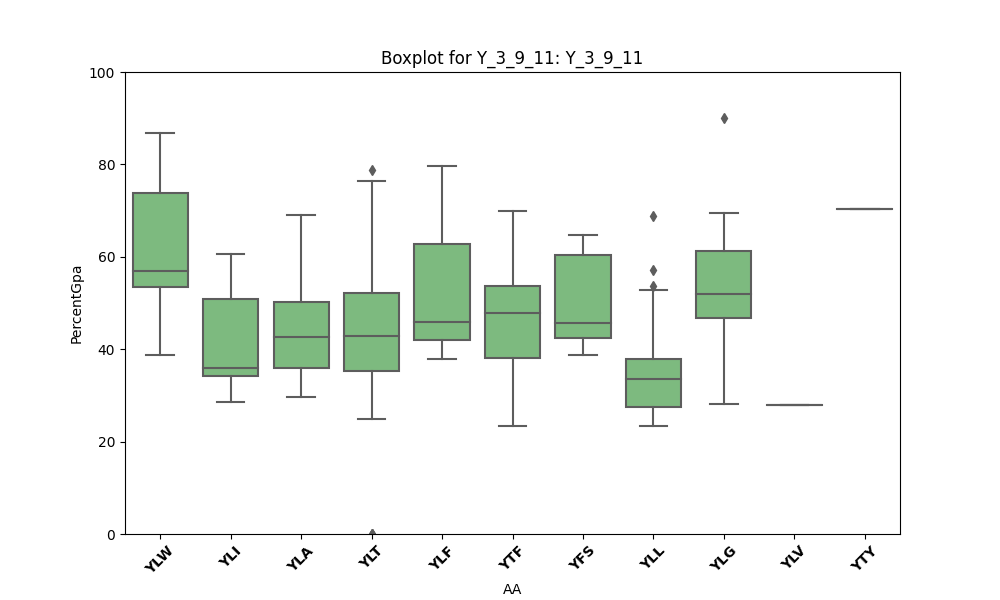 Boxplot for Y_3_9_11: Y_3_9_11
PercentGpa
100
80
60
40
20
0
YLW
YLI
YLA
YLT
YLF
YTF
YFS
YLL
YLG
YLV
YTY
AA